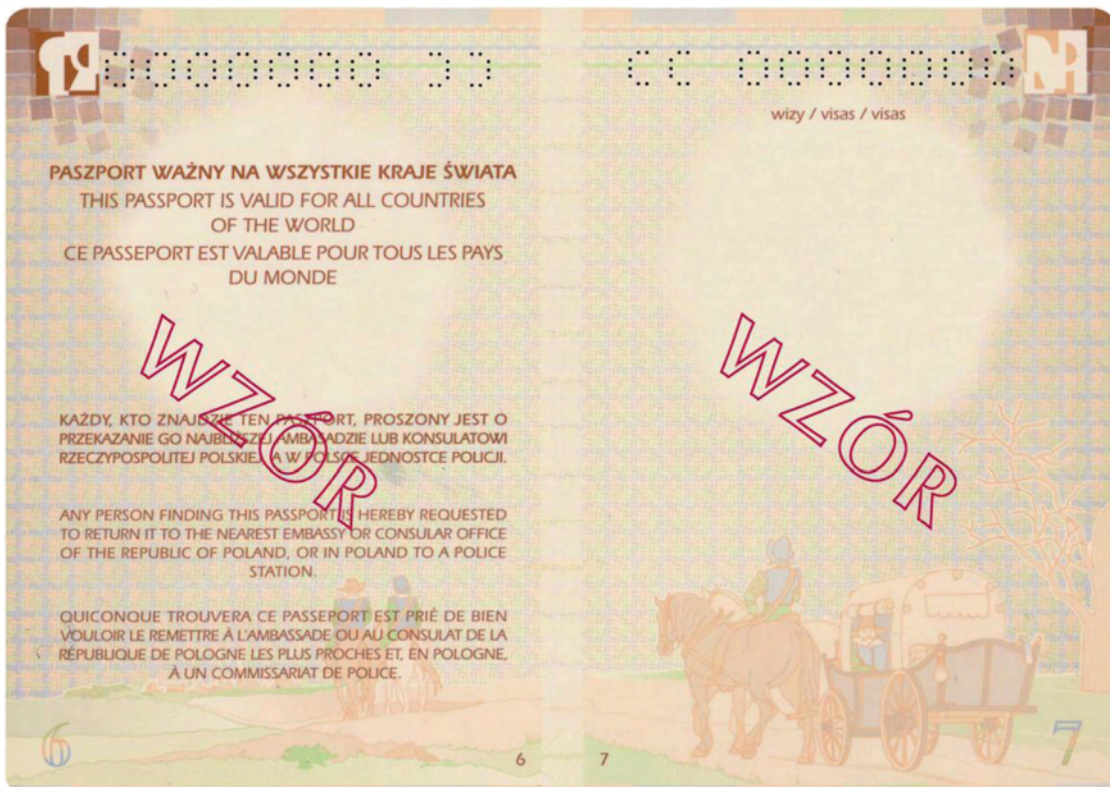 CC 0000000
wizy / visas / visas
PASZPORT WAŻNY NA WSZYSTKIE KRAJE ŚWIATA
THIS PASSPORT IS VALID FOR ALL COUNTRIES
OF THE WORLD
CE PASSEPORT EST VALABLE POUR TOUS LES PAYS
DU MONDE
WZÓR
WZÓR
KAŻDY, KTO ZNAJDZIE TEN PASZPORT, PROSZONY JEST O
PRZEKAZANIE GO NAJBLIŻSZEJ AMBASADZIE LUB KONSULATOWI
RZECZYPOSPOLITEJ POLSKIEJ, A W POLSCE JEDNOSTCE POLICJI.
ANY PERSON FINDING THIS PASSPORT IS HEREBY REQUESTED
TO RETURN IT TO THE NEAREST EMBASSY OR CONSULAR OFFICE
OF THE REPUBLIC OF POLAND, OR IN POLAND TO A POLICE
STATION.
QUICONQUE TROUVERA CE PASSEPORT EST PRIÉ DE BIEN
VOULOIR LE REMETTRE À L'AMBASSADE OU AU CONSULAT DE LA
RÉPUBLIQUE DE POLOGNE LES PLUS PROCHES ET, EN POLOGNE,
À UN COMMISSARIAT DE POLICE.
6
6
7
7